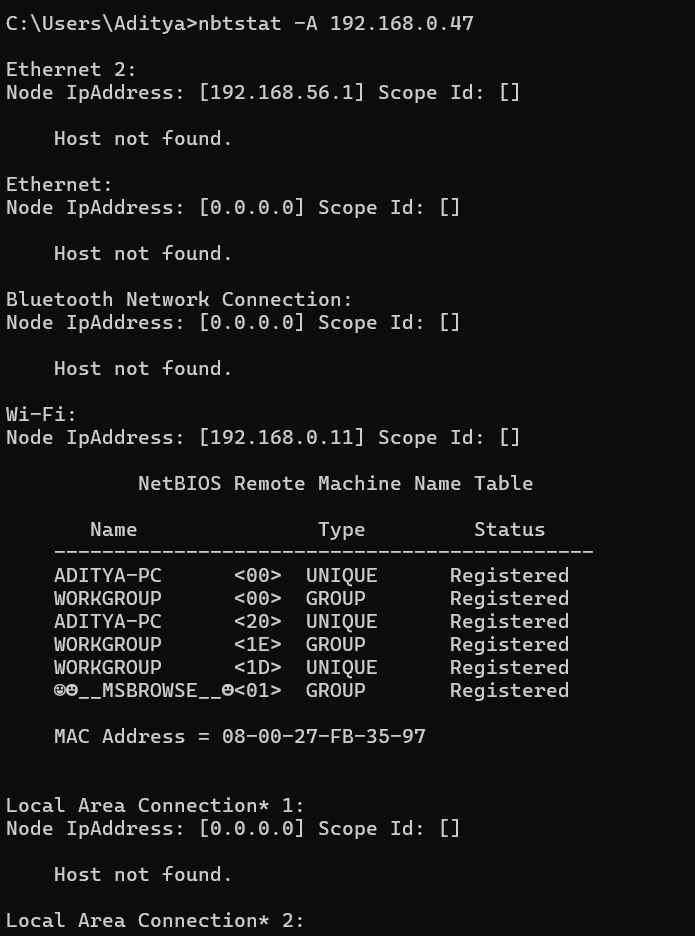 C:\Users\Aditya>nbtstat -A 192.168.0.47
Ethernet 2:
Node IpAddress: [192.168.56.1] Scope Id: []
Host not found.
Ethernet:
Node IpAddress: [0.0.0.0] Scope Id: []
Host not found.
Bluetooth Network Connection:
Node IpAddress: [0.0.0.0] Scope Id: []
Host not found.
Wi-Fi:
Node IpAddress: [192.168.0.11] Scope Id: []
NetBIOS Remote Machine Name Table
Name Type Status
---------------------------------------------
ADITYA-PC <00> UNIQUE Registered
WORKGROUP <00> GROUP Registered
ADITYA-PC <20> UNIQUE Registered
WORKGROUP <1E> GROUP Registered
WORKGROUP <1D> UNIQUE Registered
☺☻__MSBROWSE__☻<01> GROUP Registered
MAC Address = 08-00-27-FB-35-97
Local Area Connection* 1:
Node IpAddress: [0.0.0.0] Scope Id: []
Host not found.
Local Area Connection* 2: